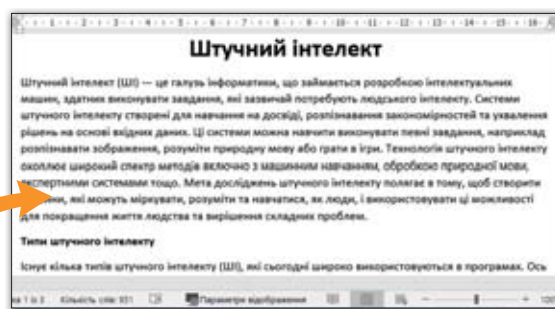 Штучний інтелект
Штучний інтелект (ШІ) — це галузь інформатики, що займається розробкою інтелектуальних
машин, здатних виконувати завдання, які зазвичай потребують людського інтелекту. Системи
штучного інтелекту створені для навчання на досвіді, розпізнавання закономірностей та ухвалення
рішень на основі вхідних даних. Ці системи можна навчити виконувати певні завдання, наприклад
розпізнавати зображення, розуміти природну мову або грати в ігри. Технологія штучного інтелекту
охоплює широкий спектр методів включно з машинним навчанням, обробкою природної мови,
експертними системами тощо. Мета досліджень штучного інтелекту полягає в тому, щоб створити
які можуть міркувати, розуміти та навчатися, як люди, і використовувати ці можливості
для покращення життя людства та вирішення складних проблем.
Типи штучного інтелекту
Існує кілька типів штучного інтелекту (ШІ), які сьогодні широко використовуються в програмах. Ось
1 із 3 Кількість слів: 931 Параметри відображення